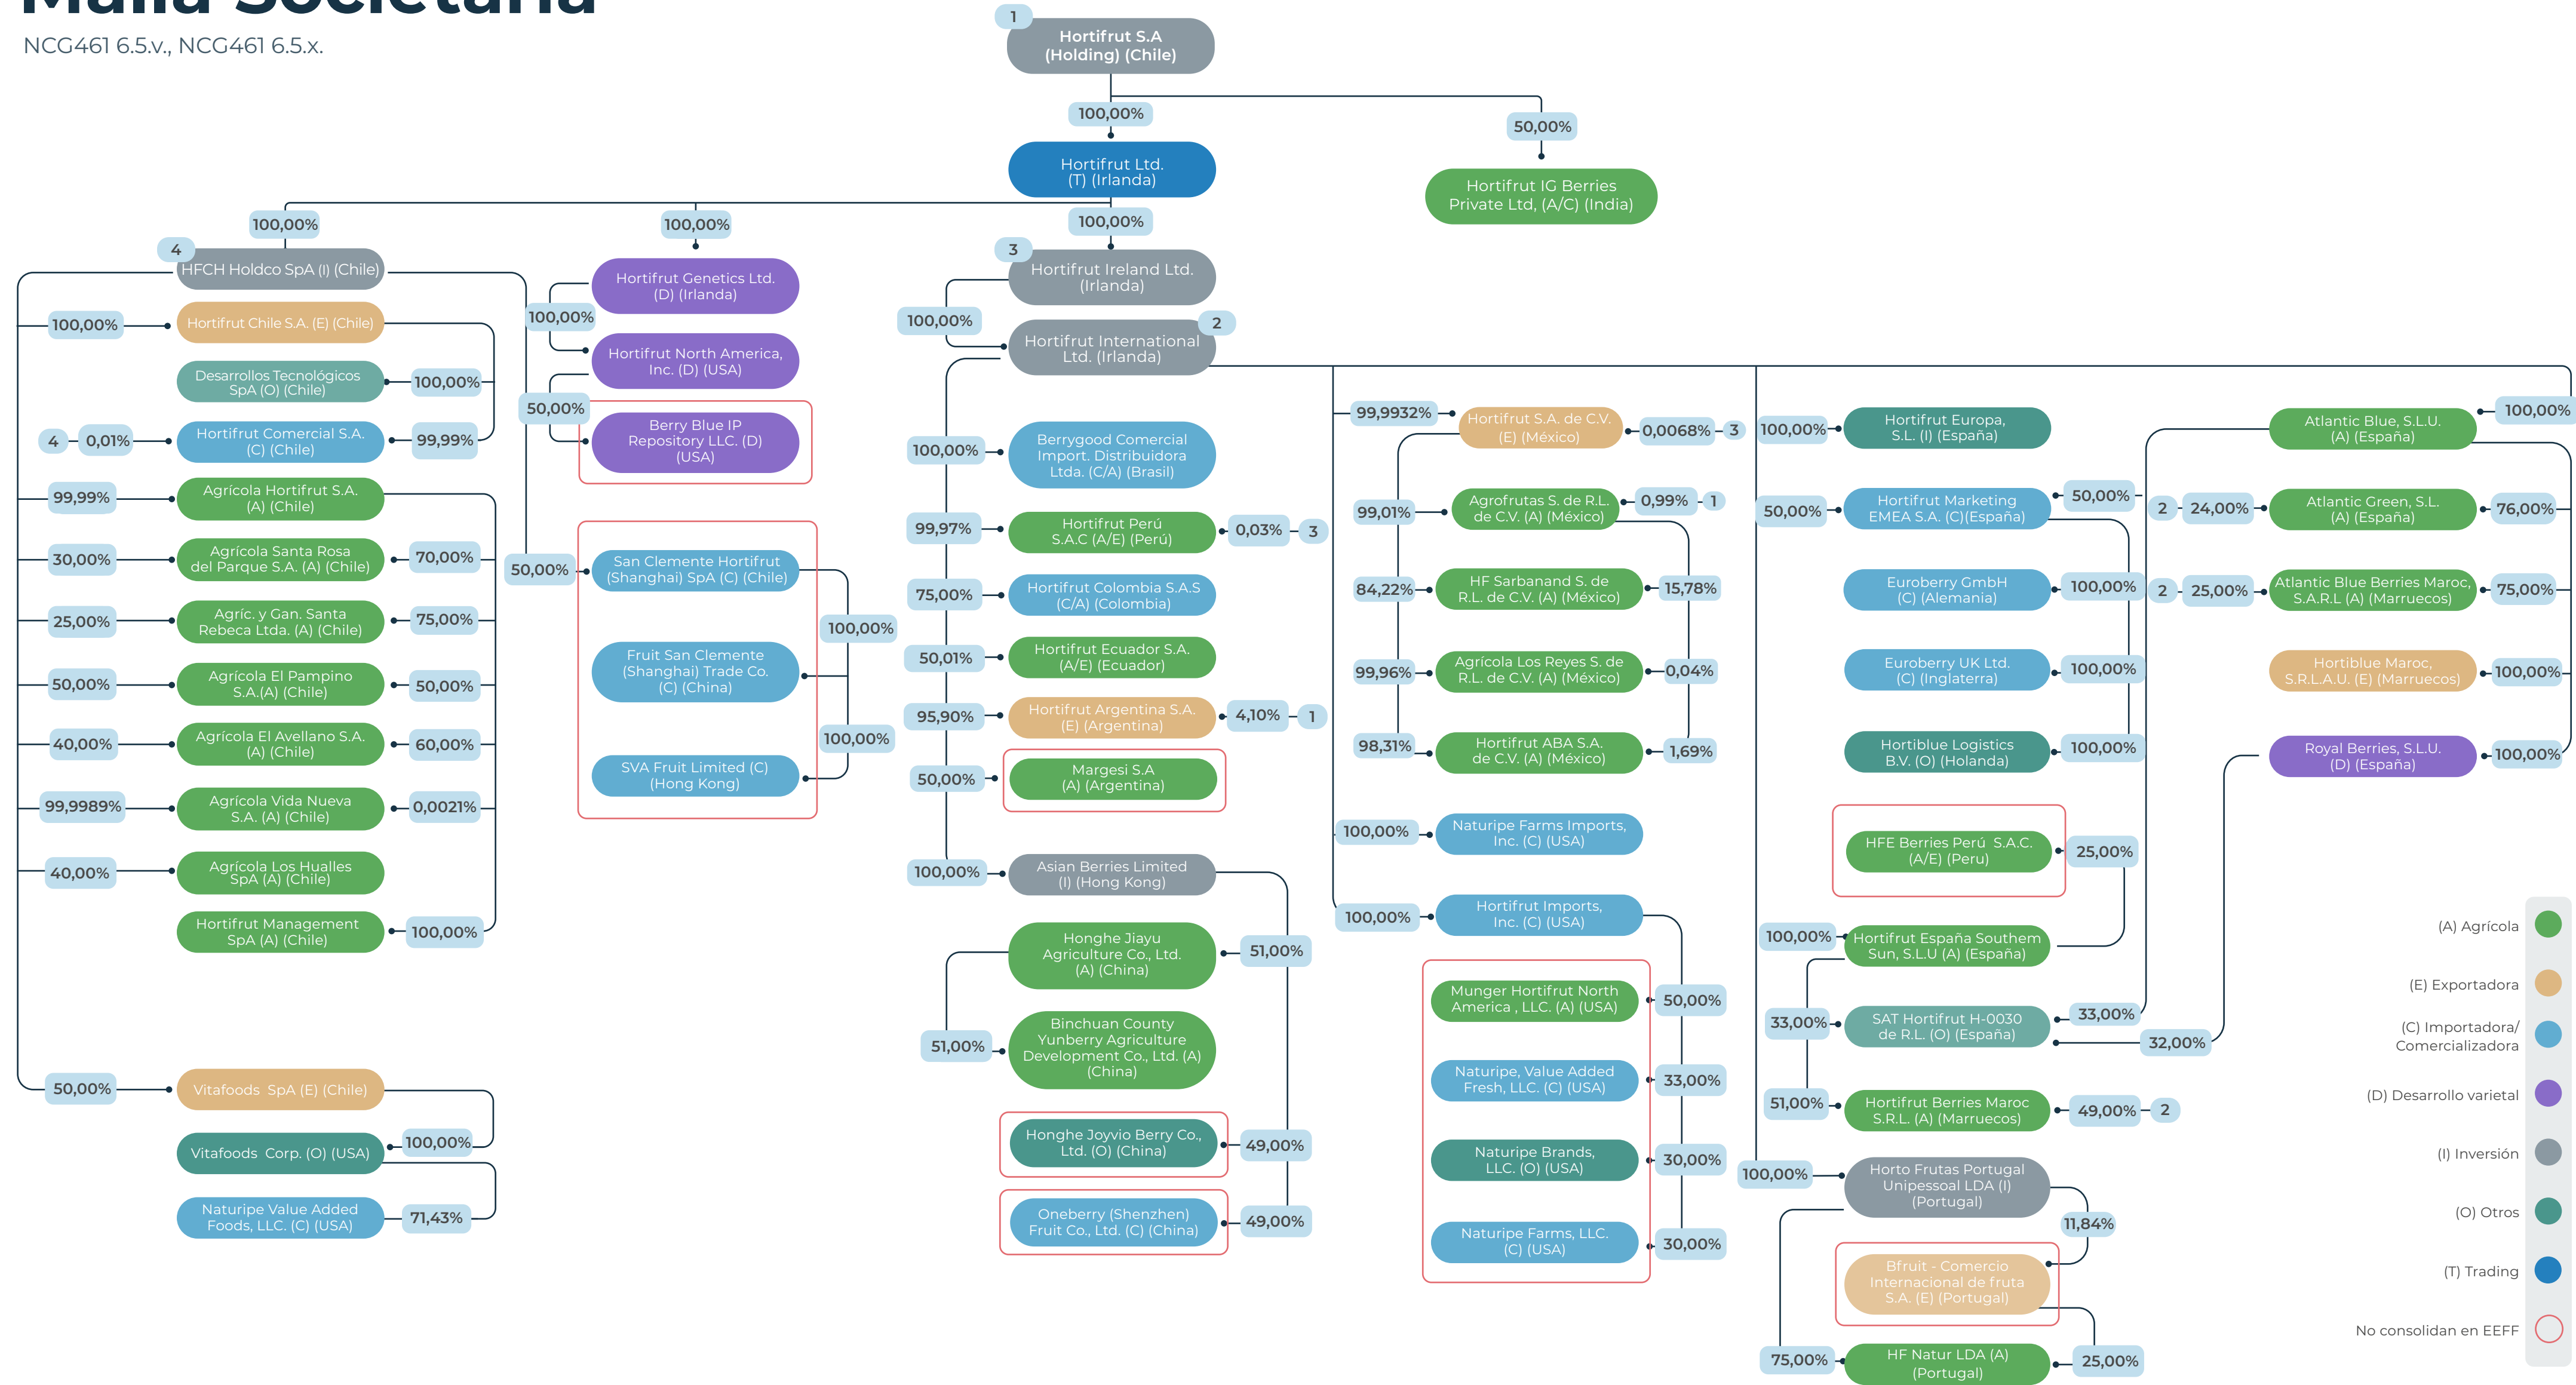 Malla Societaria
NCG461 6.5.v., NCG461 6.5.x.
1
Hortifrut S.A
(Holding) (Chile)
100,00%
50,00%
Hortifrut Ltd.
(T) (Irlanda)
Hortifrut IG Berries
Private Ltd, (A/C) (India)
100,00%
100,00%
100,00%
4
HFCH Holdco SpA (I) (Chile)
100,00%
Hortifrut Chile S.A. (E) (Chile)
Desarrollos Tecnológicos
SpA (O) (Chile)
100,00%
4
0,01%
Hortifrut Comercial S.A.
(C) (Chile)
99,99%
99,99%
Agrícola Hortifrut S.A.
(A) (Chile)
30,00%
Agrícola Santa Rosa
del Parque S.A. (A) (Chile)
70,00%
25,00%
Agríc. y Gan. Santa
Rebeca Ltda. (A) (Chile)
75,00%
50,00%
Agrícola El Pampino
S.A.(A) (Chile)
50,00%
40,00%
Agrícola El Avellano S.A.
(A) (Chile)
60,00%
99,9989%
Agrícola Vida Nueva
S.A. (A) (Chile)
0,0021%
40,00%
Agrícola Los Hualles
SpA (A) (Chile)
Hortifrut Management
SpA (A) (Chile)
100,00%
50,00%
Vitafoods  SpA (E) (Chile)
Vitafoods  Corp. (O) (USA)
100,00%
Naturipe Value Added
Foods, LLC. (C) (USA)
71,43%
Hortifrut Genetics Ltd.
(D) (Irlanda)
100,00%
Hortifrut North America,
Inc. (D) (USA)
50,00%
Berry Blue IP
Repository LLC. (D)
(USA)
50,00%
San Clemente Hortifrut
(Shanghai) SpA (C) (Chile)
100,00%
Fruit San Clemente
(Shanghai) Trade Co.
(C) (China)
100,00%
SVA Fruit Limited (C)
(Hong Kong)
3
Hortifrut Ireland Ltd.
(Irlanda)
100,00%
2
Hortifrut International
Ltd. (Irlanda)
100,00%
Berrygood Comercial
Import. Distribuidora
Ltda. (C/A) (Brasil)
99,97%
Hortifrut Perú
S.A.C (A/E) (Perú)
0,03%
3
75,00%
Hortifrut Colombia S.A.S
(C/A) (Colombia)
50,01%
Hortifrut Ecuador S.A.
(A/E) (Ecuador)
95,90%
Hortifrut Argentina S.A.
(E) (Argentina)
4,10%
1
50,00%
Margesi S.A
(A) (Argentina)
100,00%
Asian Berries Limited
(I) (Hong Kong)
Honghe Jiayu
Agriculture Co., Ltd.
(A) (China)
51,00%
51,00%
Binchuan County
Yunberry Agriculture
Development Co., Ltd. (A)
(China)
Honghe Joyvio Berry Co.,
Ltd. (O) (China)
49,00%
Oneberry (Shenzhen)
Fruit Co., Ltd. (C) (China)
49,00%
99,9932%
Hortifrut S.A. de C.V.
(E) (México)
0,0068%
3
99,01%
Agrofrutas S. de R.L.
de C.V. (A) (México)
0,99%
1
84,22%
HF Sarbanand S. de
R.L. de C.V. (A) (México)
15,78%
99,96%
Agrícola Los Reyes S. de
R.L. de C.V. (A) (México)
0,04%
98,31%
Hortifrut ABA S.A.
de C.V. (A) (México)
1,69%
100,00%
Naturipe Farms Imports,
Inc. (C) (USA)
100,00%
Hortifrut Imports,
Inc. (C) (USA)
Munger Hortifrut North
America , LLC. (A) (USA)
50,00%
Naturipe, Value Added
Fresh, LLC. (C) (USA)
33,00%
Naturipe Brands,
LLC. (O) (USA)
30,00%
Naturipe Farms, LLC.
(C) (USA)
30,00%
100,00%
Hortifrut Europa,
S.L. (I) (España)
50,00%
Hortifrut Marketing
EMEA S.A. (C)(España)
50,00%
Euroberry GmbH
(C) (Alemania)
100,00%
Euroberry UK Ltd.
(C) (Inglaterra)
100,00%
Hortiblue Logistics
B.V. (O) (Holanda)
100,00%
HFE Berries Perú  S.A.C.
(A/E) (Peru)
25,00%
100,00%
Hortifrut España Southern
Sun, S.L.U (A) (España)
33,00%
SAT Hortifrut H-0030
de R.L. (O) (España)
33,00%
32,00%
51,00%
Hortifrut Berries Maroc
S.R.L. (A) (Marruecos)
49,00%
2
100,00%
Horto Frutas Portugal
Unipessoal LDA (I)
(Portugal)
11,84%
Bfruit - Comercio
Internacional de fruta
S.A. (E) (Portugal)
75,00%
HF Natur LDA (A)
(Portugal)
25,00%
Atlantic Blue, S.L.U.
(A) (España)
100,00%
2
24,00%
Atlantic Green, S.L.
(A) (España)
76,00%
2
25,00%
Atlantic Blue Berries Maroc,
S.A.R.L (A) (Marruecos)
75,00%
Hortiblue Maroc,
S.R.L.A.U. (E) (Marruecos)
100,00%
Royal Berries, S.L.U.
(D) (España)
100,00%
(A) Agrícola
(E) Exportadora
(C) Importadora/
Comercializadora
(D) Desarrollo varietal
(I) Inversión
(O) Otros
(T) Trading
No consolidan en EEFF